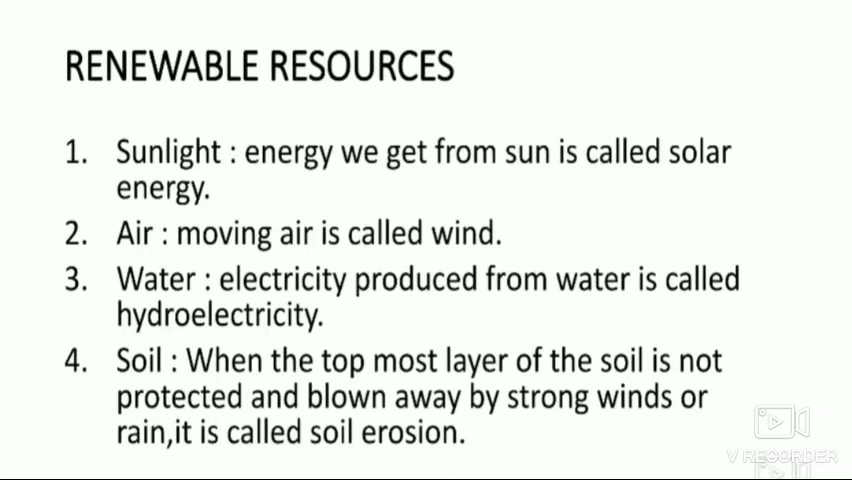 RENEWABLE RESOURCES
1. Sunlight : energy we get from sun is called solar
energy.
2. Air : moving air is called wind.
3. Water : electricity produced from water is called
hydroelectricity.
4. Soil : When the top most layer of the soil is not
protected and blown away by strong winds or
rain,it is called soil erosion.
V RECORDER